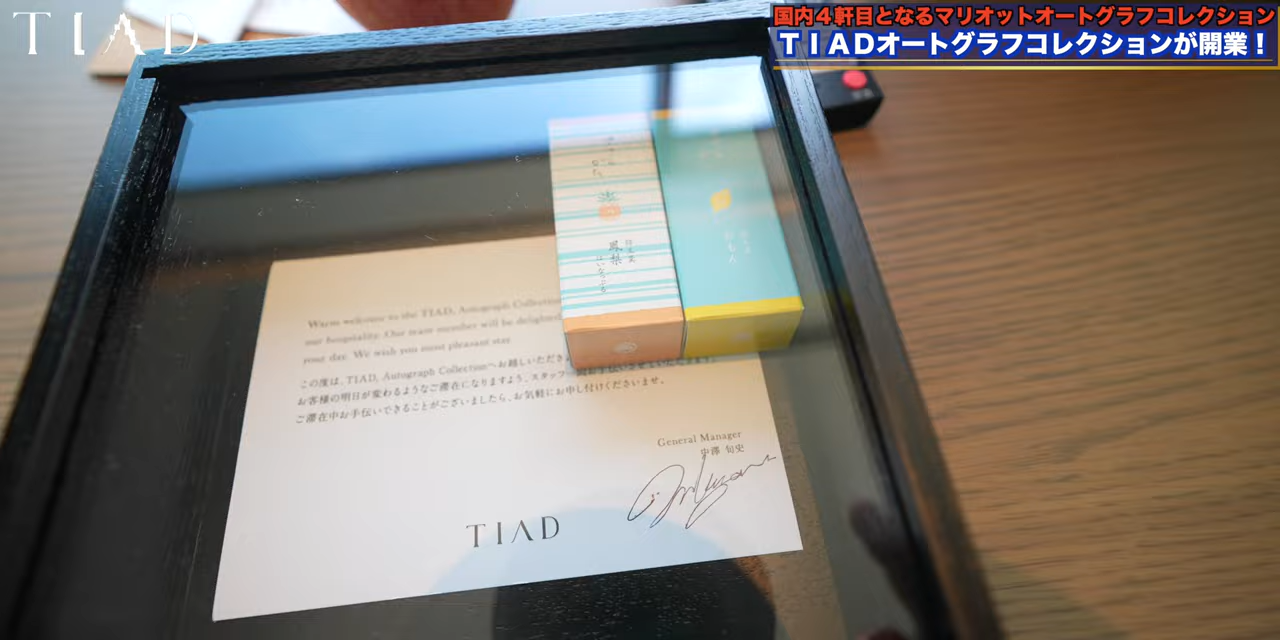 TIAD
国内4軒目となるマリオットオートグラフコレクション
TIADオートグラフコレクションが開業！
鳳梨
れもん
Warm welcome to the TIAD, Autograph Collection
our hospitality. Our team member will be delighted
your day. We wish you most pleasant stay
この度は、TIAD, Autograph Collectionへお越しいただき
お客様の明日が変わるようなご滞在になりますよう、スタッフ
ご滞在中お手伝いできることがございましたら、お気軽にお申し付けくださいませ。
General Manager
TIAD